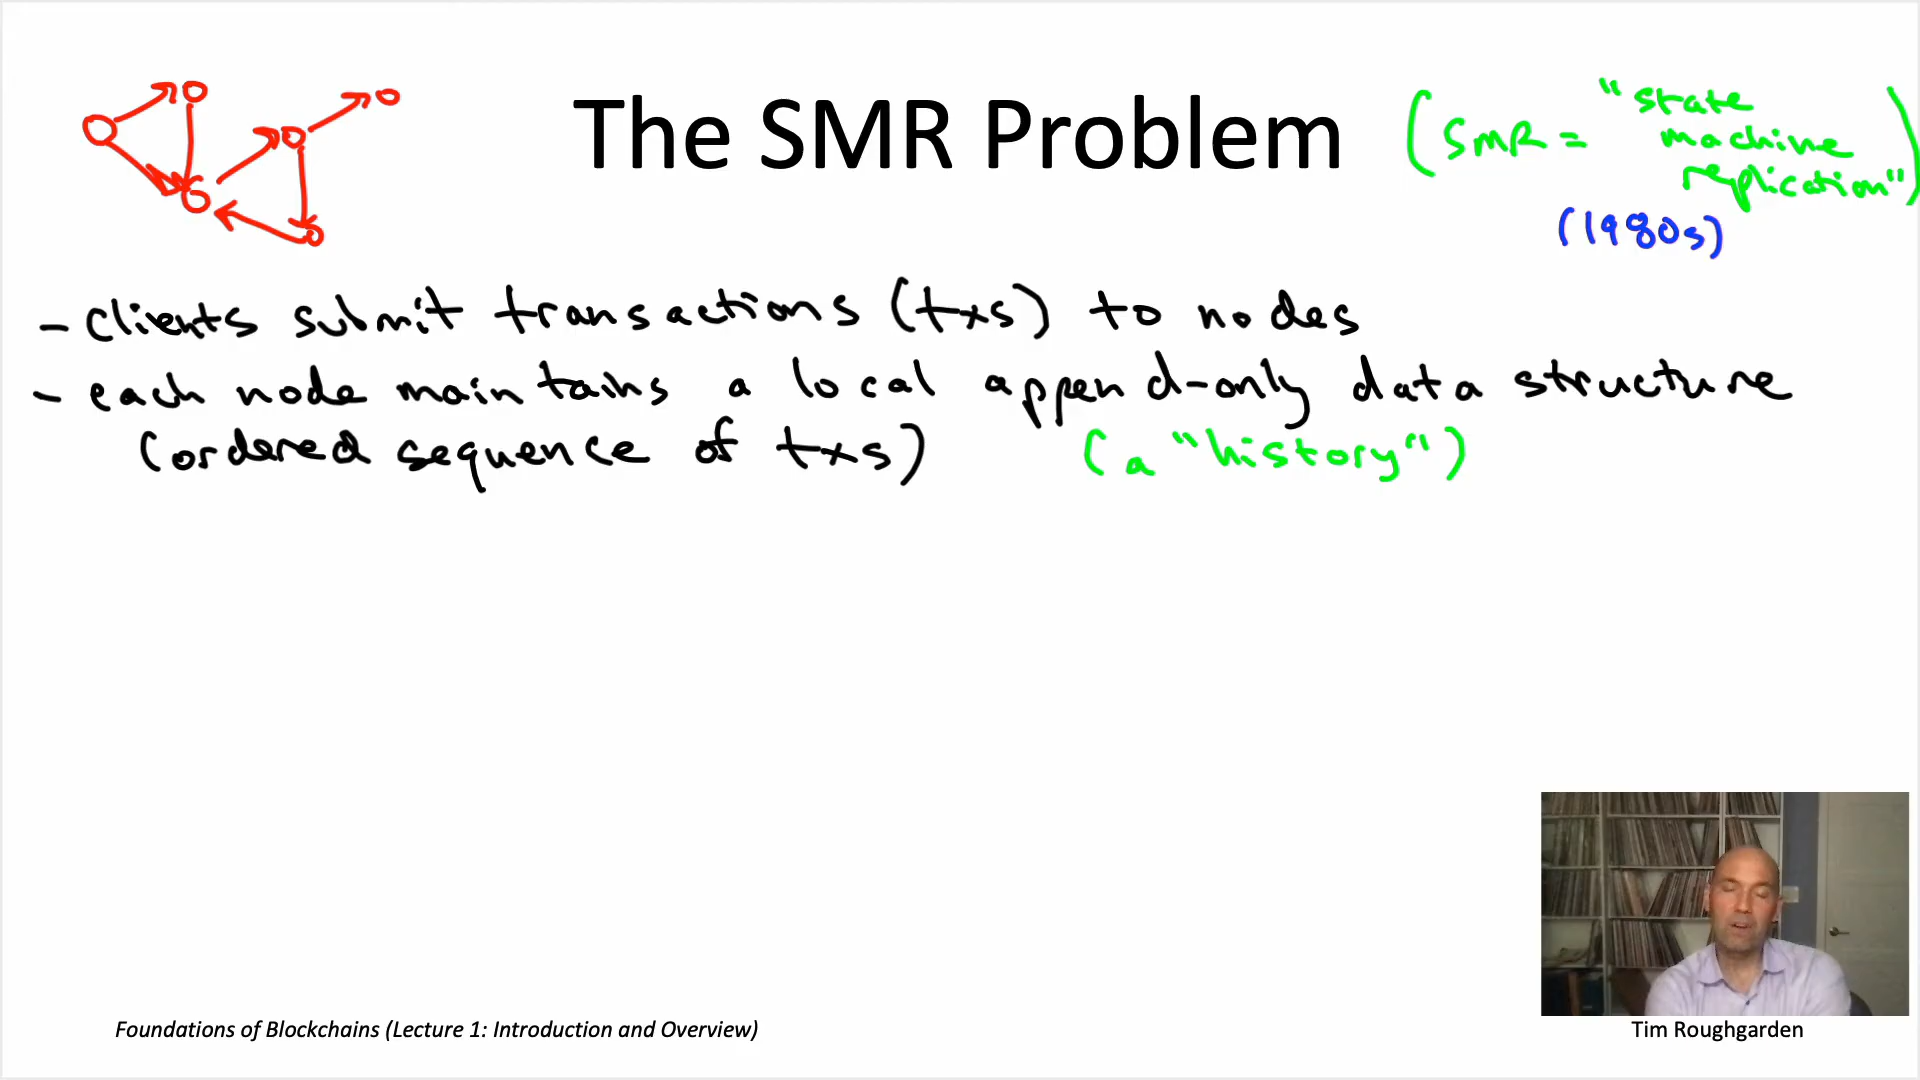 The SMR Problem
(SMR = "state
machine
replication")
(1980s)
- clients submit transactions (txs) to nodes
- each node maintains a local append-only data structure
(ordered sequence of txs) (a "history")
Foundations of Blockchains (Lecture 1: Introduction and Overview)
Tim Roughgarden